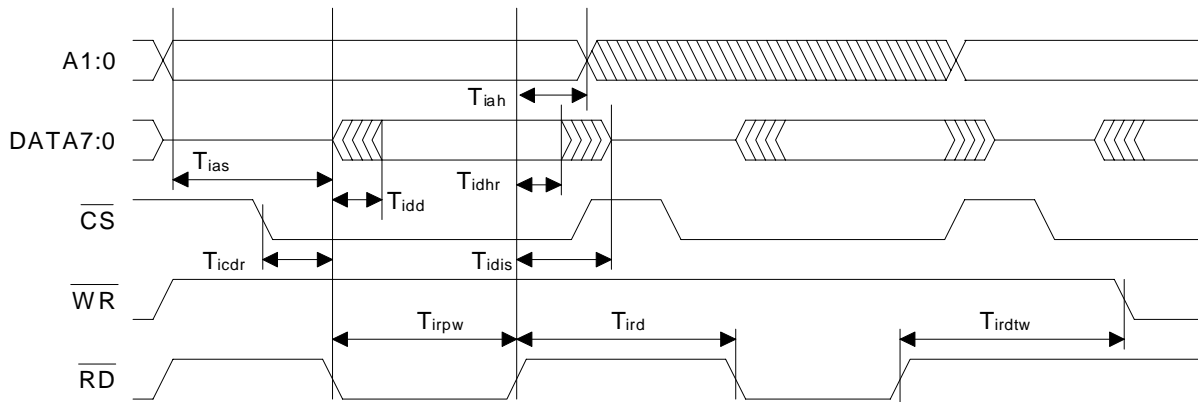 A1:0
Tiah
DATA7:0
Tias
Tidd
Tidhr
CS
Ticdr
Tidis
WR
Tirpw
Tird
Tirdtw
RD